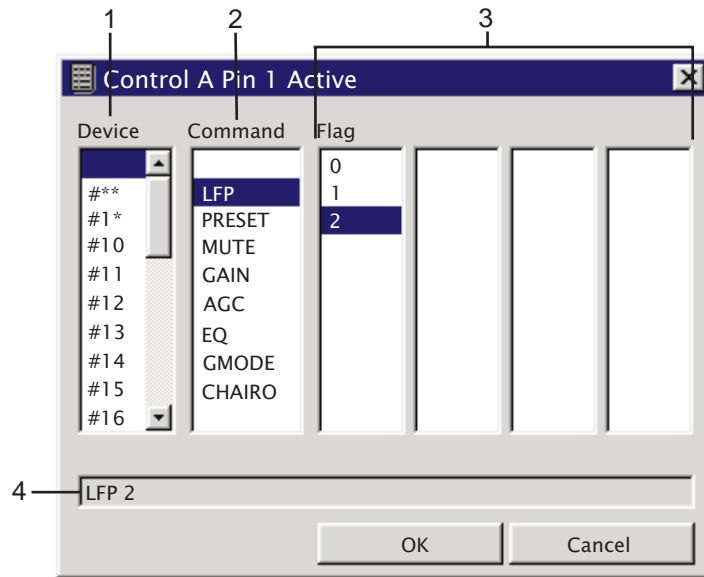 1 2 3
Control A Pin 1 Active
Device Command Flag
#**
#1*
#10
#11
#12
#13
#14
#15
#16
LFP
PRESET
MUTE
GAIN
AGC
EQ
GMODE
CHAIRO
0
1
2
4
LFP 2
OK Cancel